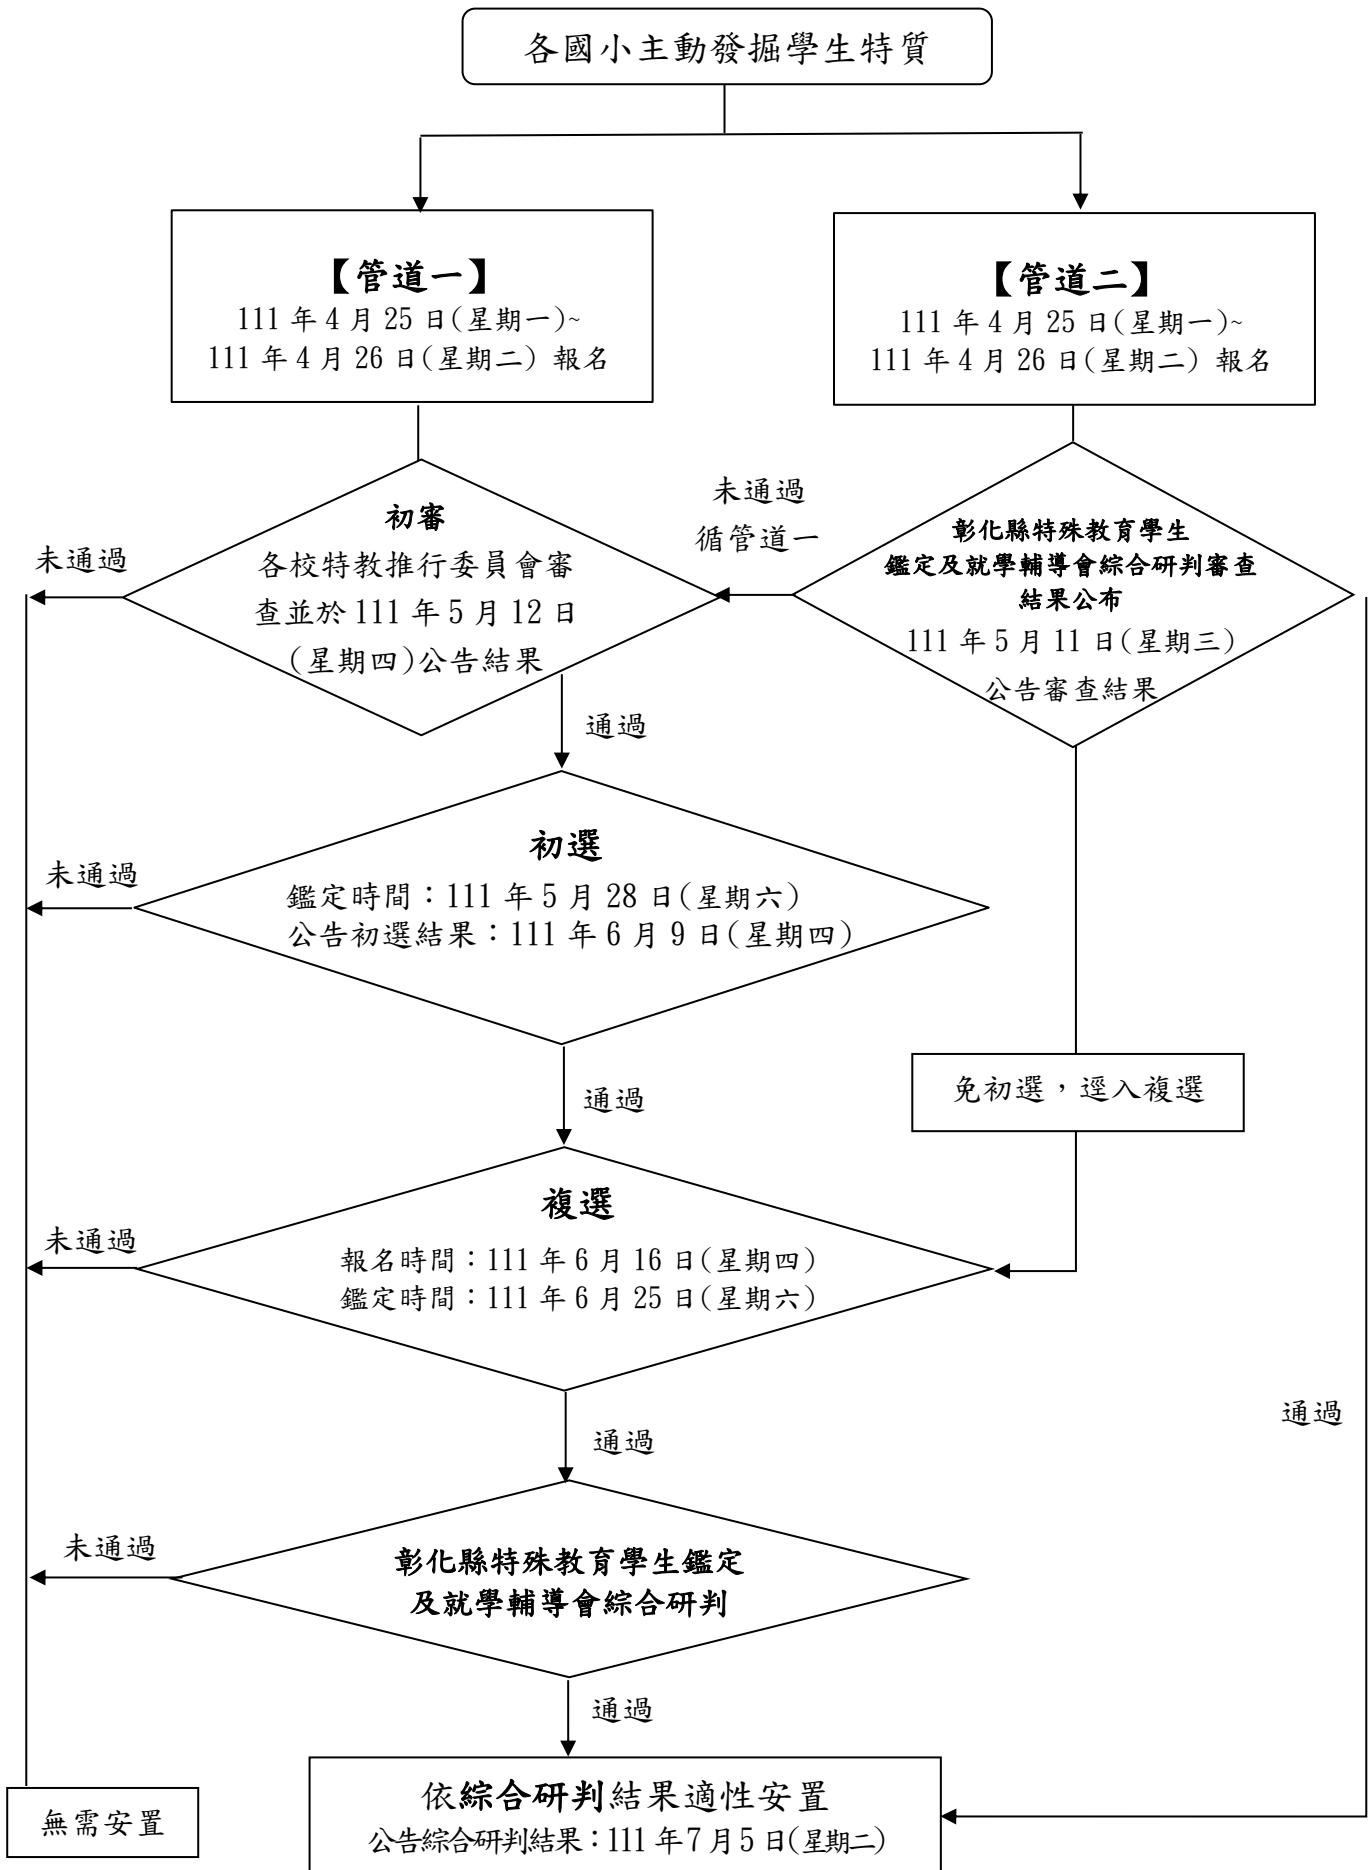 各國小主動發掘學生特質
【管道一】
111 年 4 月 25 日(星期一)~
111 年 4 月 26 日(星期二) 報名
【管道二】
111 年 4 月 25 日(星期一)~
111 年 4 月 26 日(星期二) 報名
未通過
初審
各校特教推行委員會審
查並於 111 年 5 月 12 日
(星期四)公告結果
未通過
循管道一
彰化縣特殊教育學生
鑑定及就學輔導會綜合研判審查
結果公布
111 年 5 月 11 日(星期三)
公告審查結果
通過
未通過
初選
鑑定時間：111 年 5 月 28 日(星期六)
公告初選結果：111 年 6 月 9 日(星期四)
通過
免初選，逕入複選
未通過
複選
報名時間：111 年 6 月 16 日(星期四)
鑑定時間：111 年 6 月 25 日(星期六)
通過
通過
未通過
彰化縣特殊教育學生鑑定
及就學輔導會綜合研判
通過
無需安置
依綜合研判結果適性安置
公告綜合研判結果：111 年 7 月 5 日(星期二)